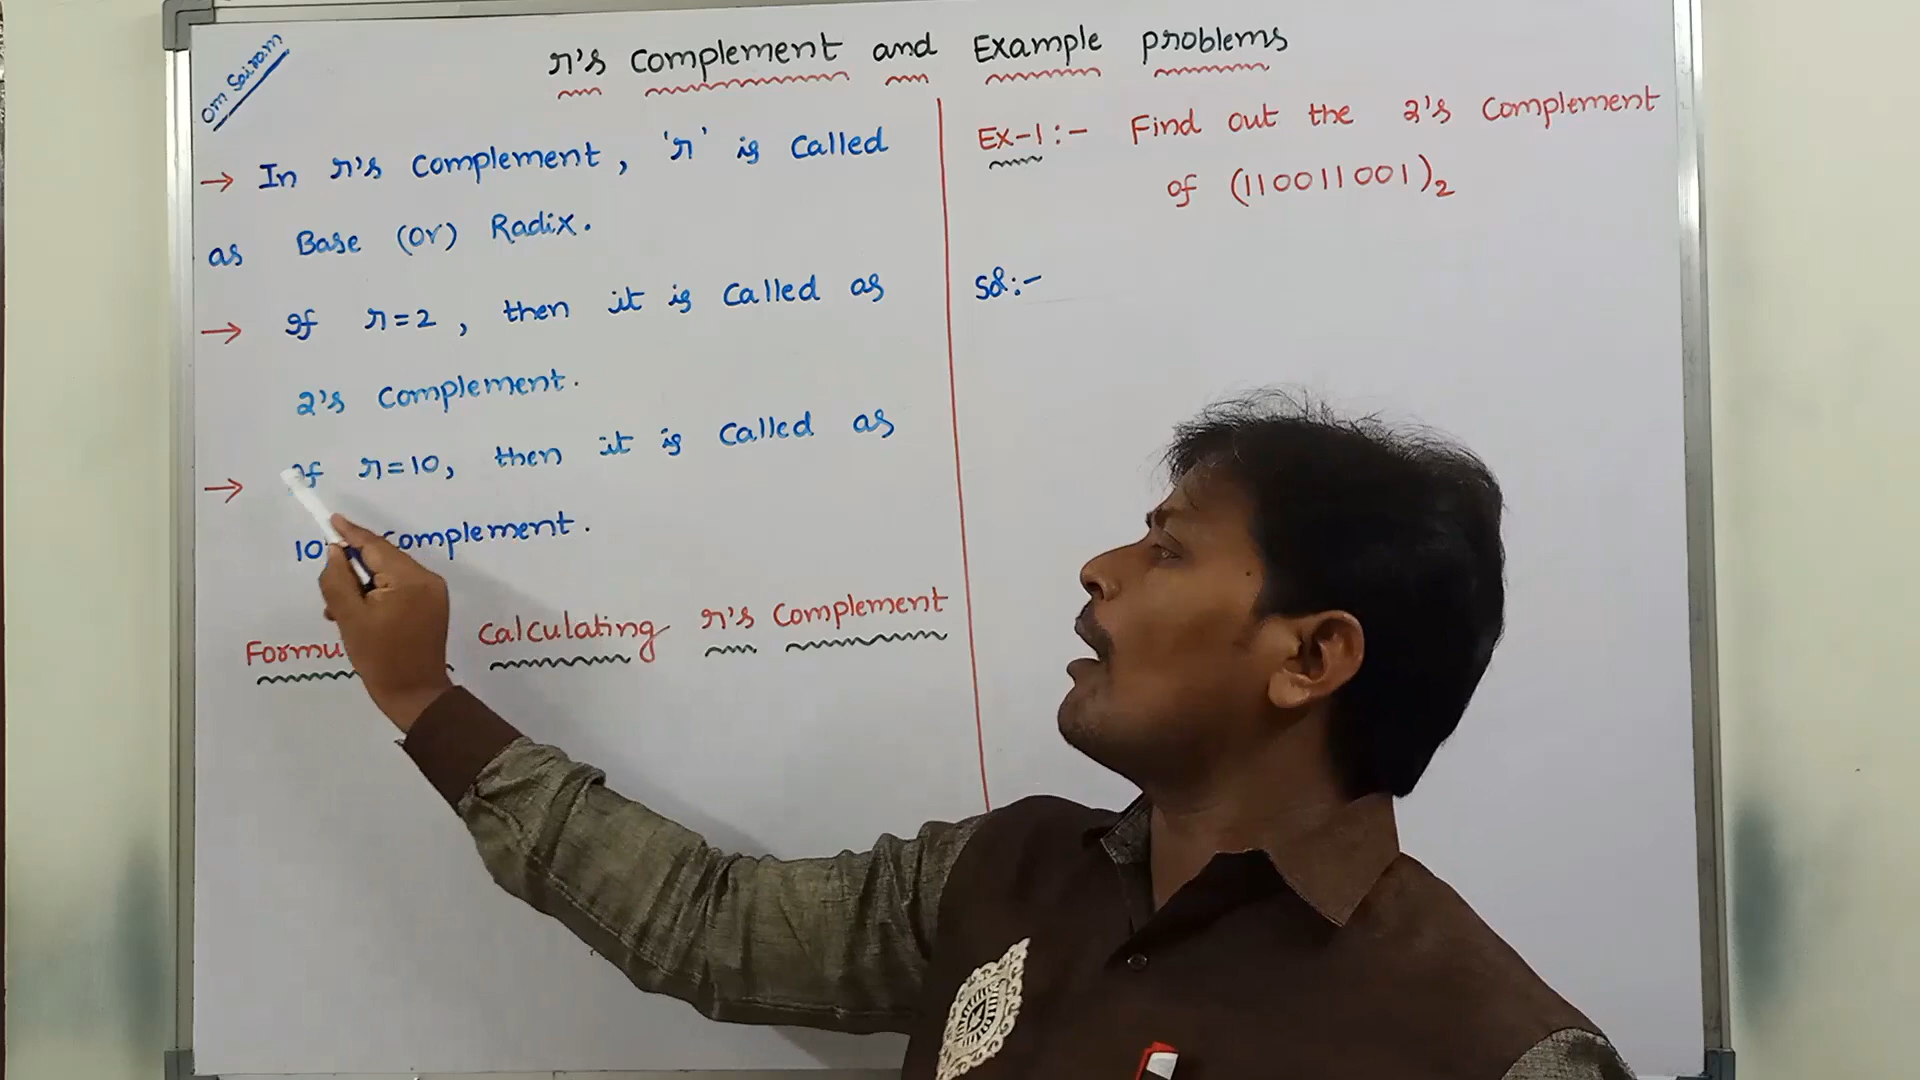 Om Sairam
r's complement and Example problems
→ In r's complement, 'r' is called
as Base (or) Radix.
→ If r=2, then it is called as
2's complement.
→ If r=10, then it is called as
10 complement.
calculating r's complement
Ex-1:- Find out the 2's complement
of (110011001)2
Sol:-